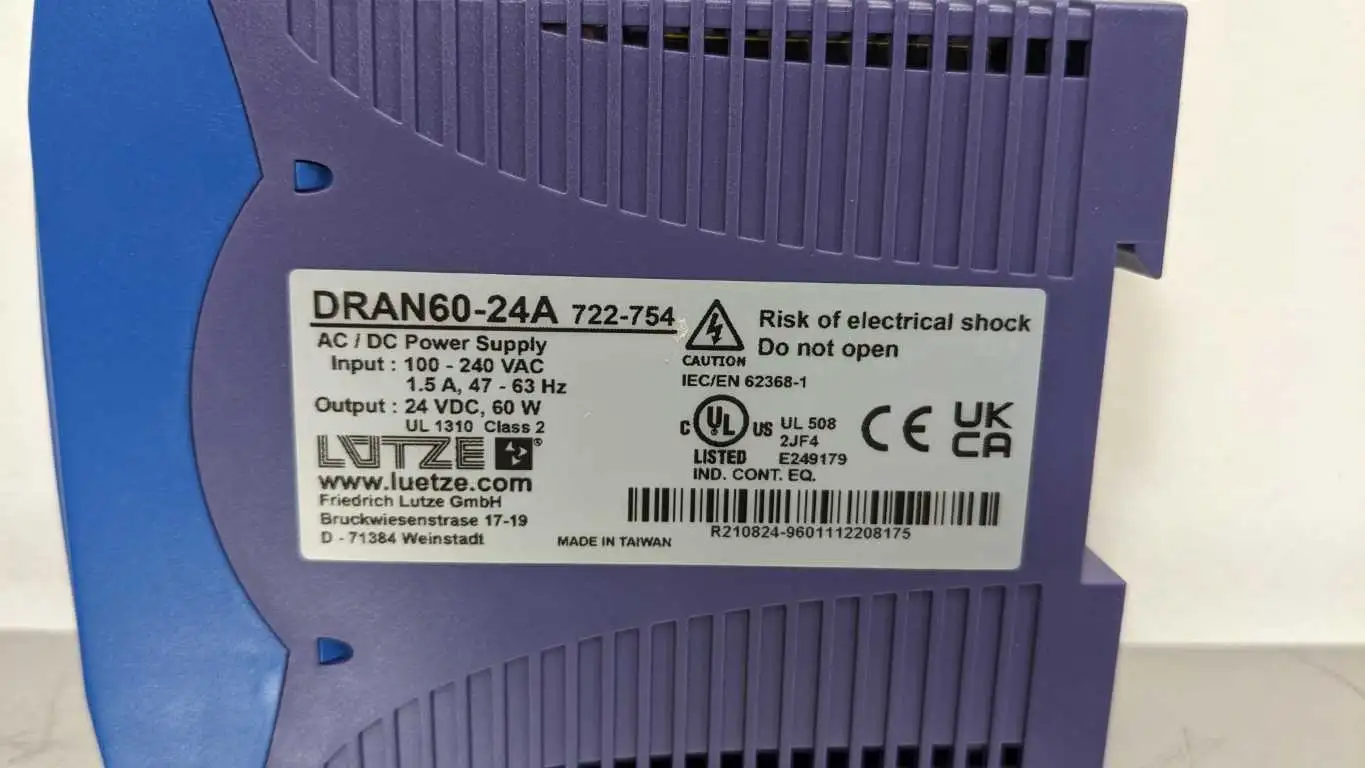 DRAN60-24A 722-754
AC / DC Power Supply
Input : 100 - 240 VAC
1.5 A, 47 - 63 Hz
Output : 24 VDC, 60 W
UL 1310 Class 2
LÜTZE ®
www.luetze.com
Friedrich Lutze GmbH
Bruckwiesenstrase 17-19
D - 71384 Weinstadt
MADE IN TAIWAN
CAUTION
Risk of electrical shock
Do not open
IEC/EN 62368-1
C UL US
LISTED
UL 508
2JF4
E249179
IND. CONT. EQ.
CE
UK
CA
R210824-9601112208175